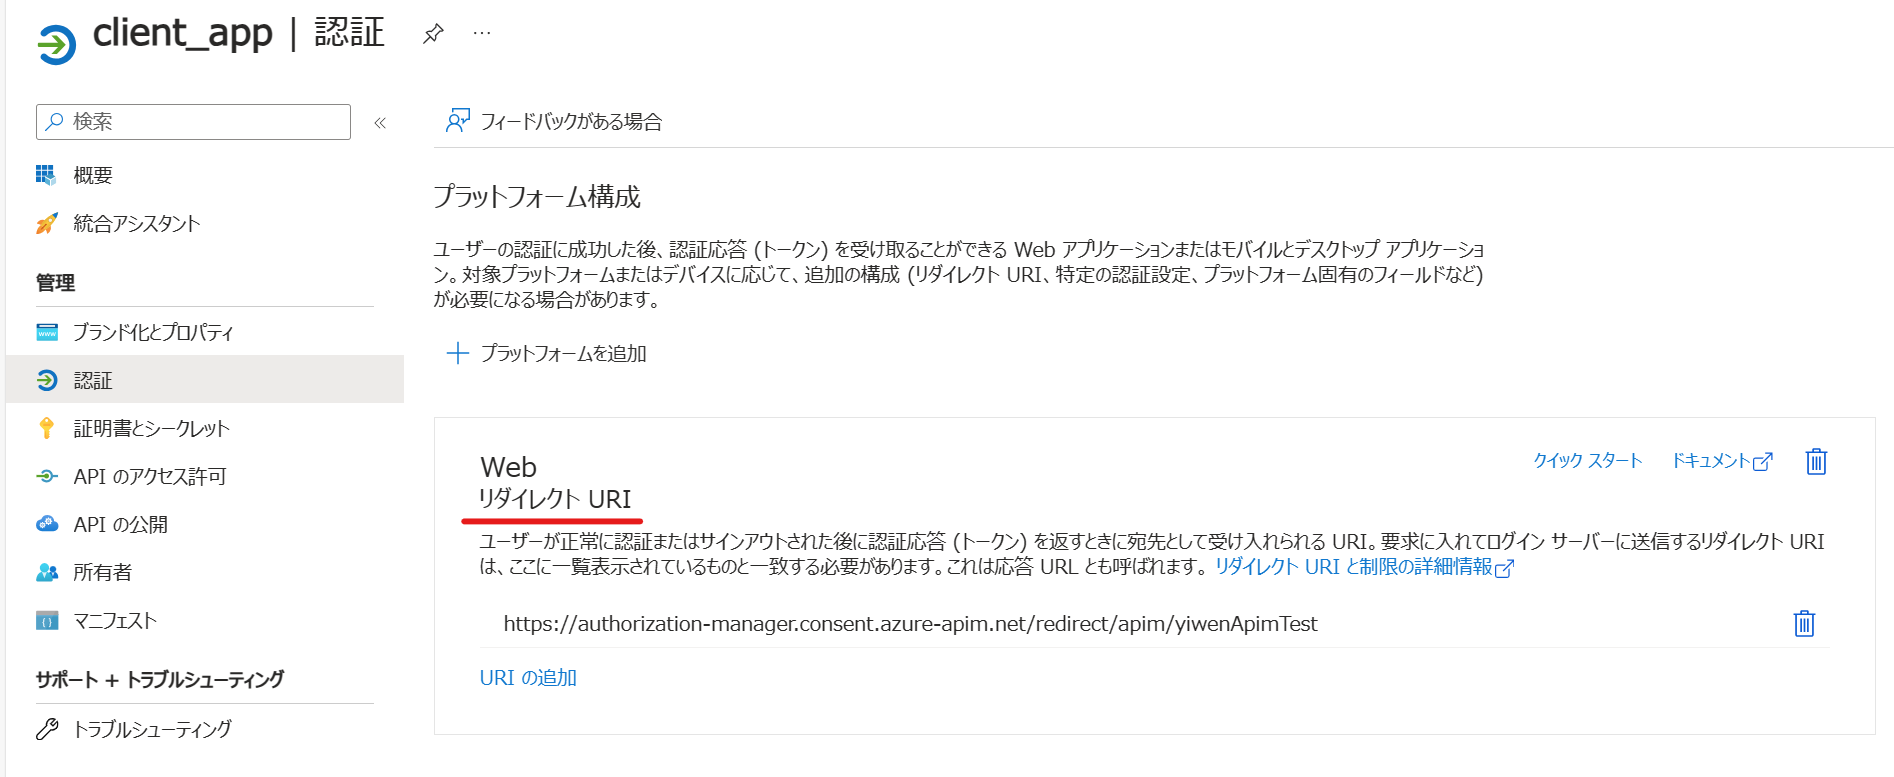 client_app | 認証
検索
概要
統合アシスタント
管理
ブランド化とプロパティ
認証
証明書とシークレット
API のアクセス許可
API の公開
所有者
マニフェスト
サポート + トラブルシューティング
トラブルシューティング
フィードバックがある場合
プラットフォーム構成
ユーザーの認証に成功した後、認証応答 (トークン) を受け取ることができる Web アプリケーションまたはモバイルとデスクトップ アプリケーショ
ン。対象プラットフォームまたはデバイスに応じて、追加の構成 (リダイレクト URI、特定の認証設定、プラットフォーム固有のフィールドなど)
が必要になる場合があります。
プラットフォームを追加
Web
クイック スタート
ドキュメント
リダイレクト URI
ユーザーが正常に認証またはサインアウトされた後に認証応答 (トークン) を返すときに宛先として受け入れられる URI。要求に入れてログイン サーバーに送信するリダイレクト URI
は、ここに一覧表示されているものと一致する必要があります。これは応答 URL とも呼ばれます。 リダイレクト URI と制限の詳細情報
https://authorization-manager.consent.azure-apim.net/redirect/apim/yiwenApimTest
URI の追加